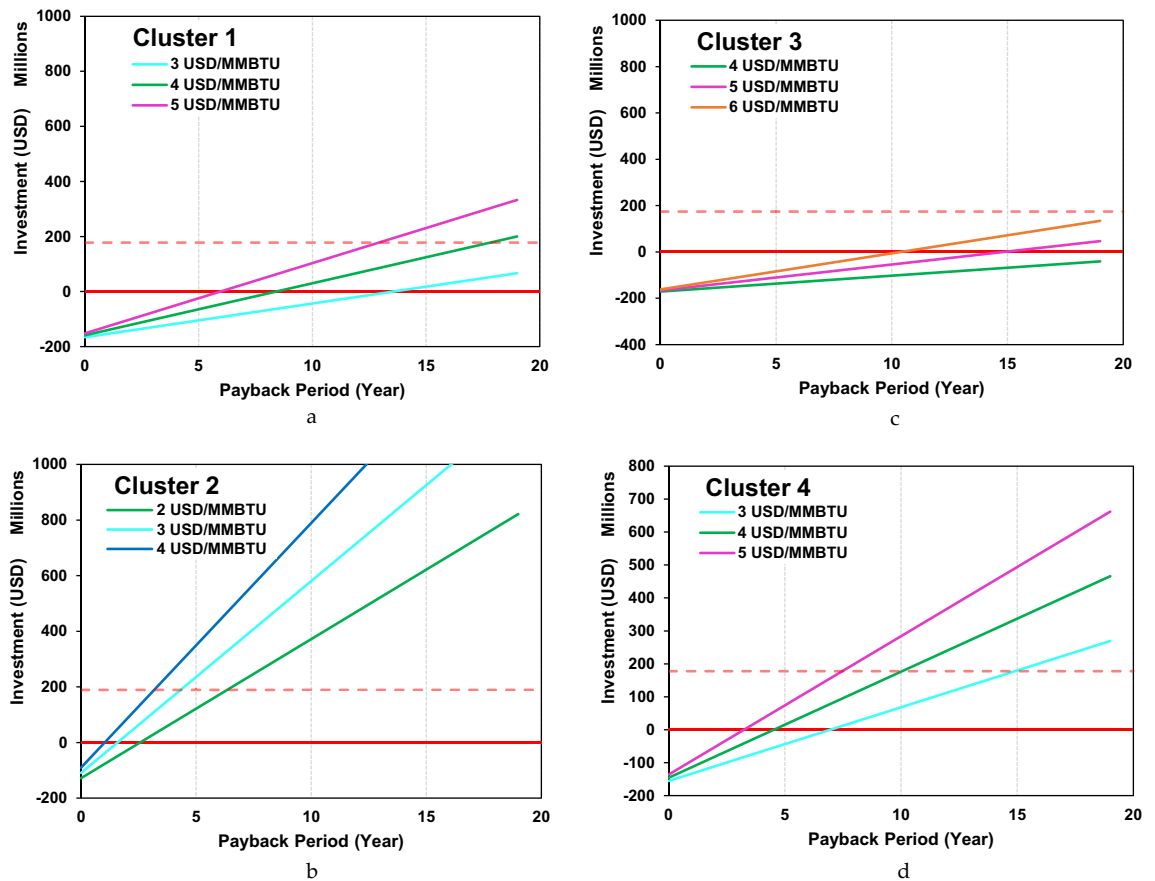 Cluster 1
3 USD/MMBTU
4 USD/MMBTU
5 USD/MMBTU
Investment (USD) Millions
1000
800
600
400
200
0
-200
0 5 10 15 20
Payback Period (Year)
a
Cluster 3
4 USD/MMBTU
5 USD/MMBTU
6 USD/MMBTU
Investment (USD) Millions
1000
800
600
400
200
0
-200
-400
0 5 10 15 20
Payback Period (Year)
c
Cluster 2
2 USD/MMBTU
3 USD/MMBTU
4 USD/MMBTU
Investment (USD) Millions
1000
800
600
400
200
0
-200
0 5 10 15 20
Payback Period (Year)
b
Cluster 4
3 USD/MMBTU
4 USD/MMBTU
5 USD/MMBTU
Investment (USD) Millions
800
700
600
500
400
300
200
100
0
-100
-200
0 5 10 15 20
Payback Period (Year)
d